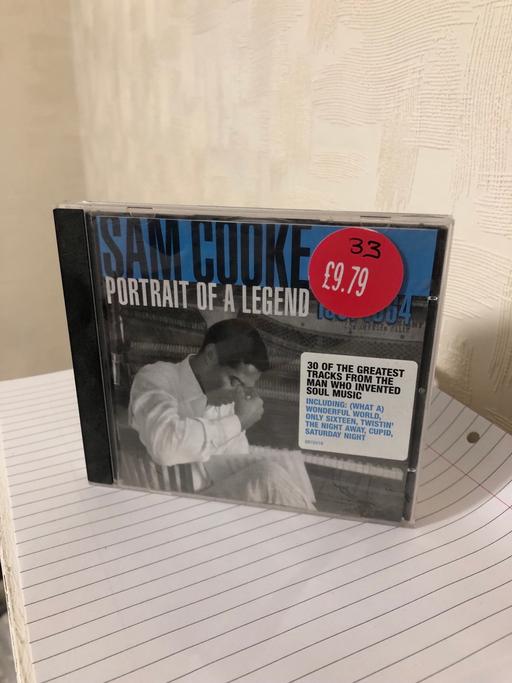 SAM COOKE
33
£9.79
PORTRAIT OF A LEGEND
30 OF THE GREATEST
TRACKS FROM THE
MAN WHO INVENTED
SOUL MUSIC
INCLUDING: (WHAT A)
WONDERFUL WORLD,
ONLY SIXTEEN, TWISTIN'
THE NIGHT AWAY, CUPID,
SATURDAY NIGHT